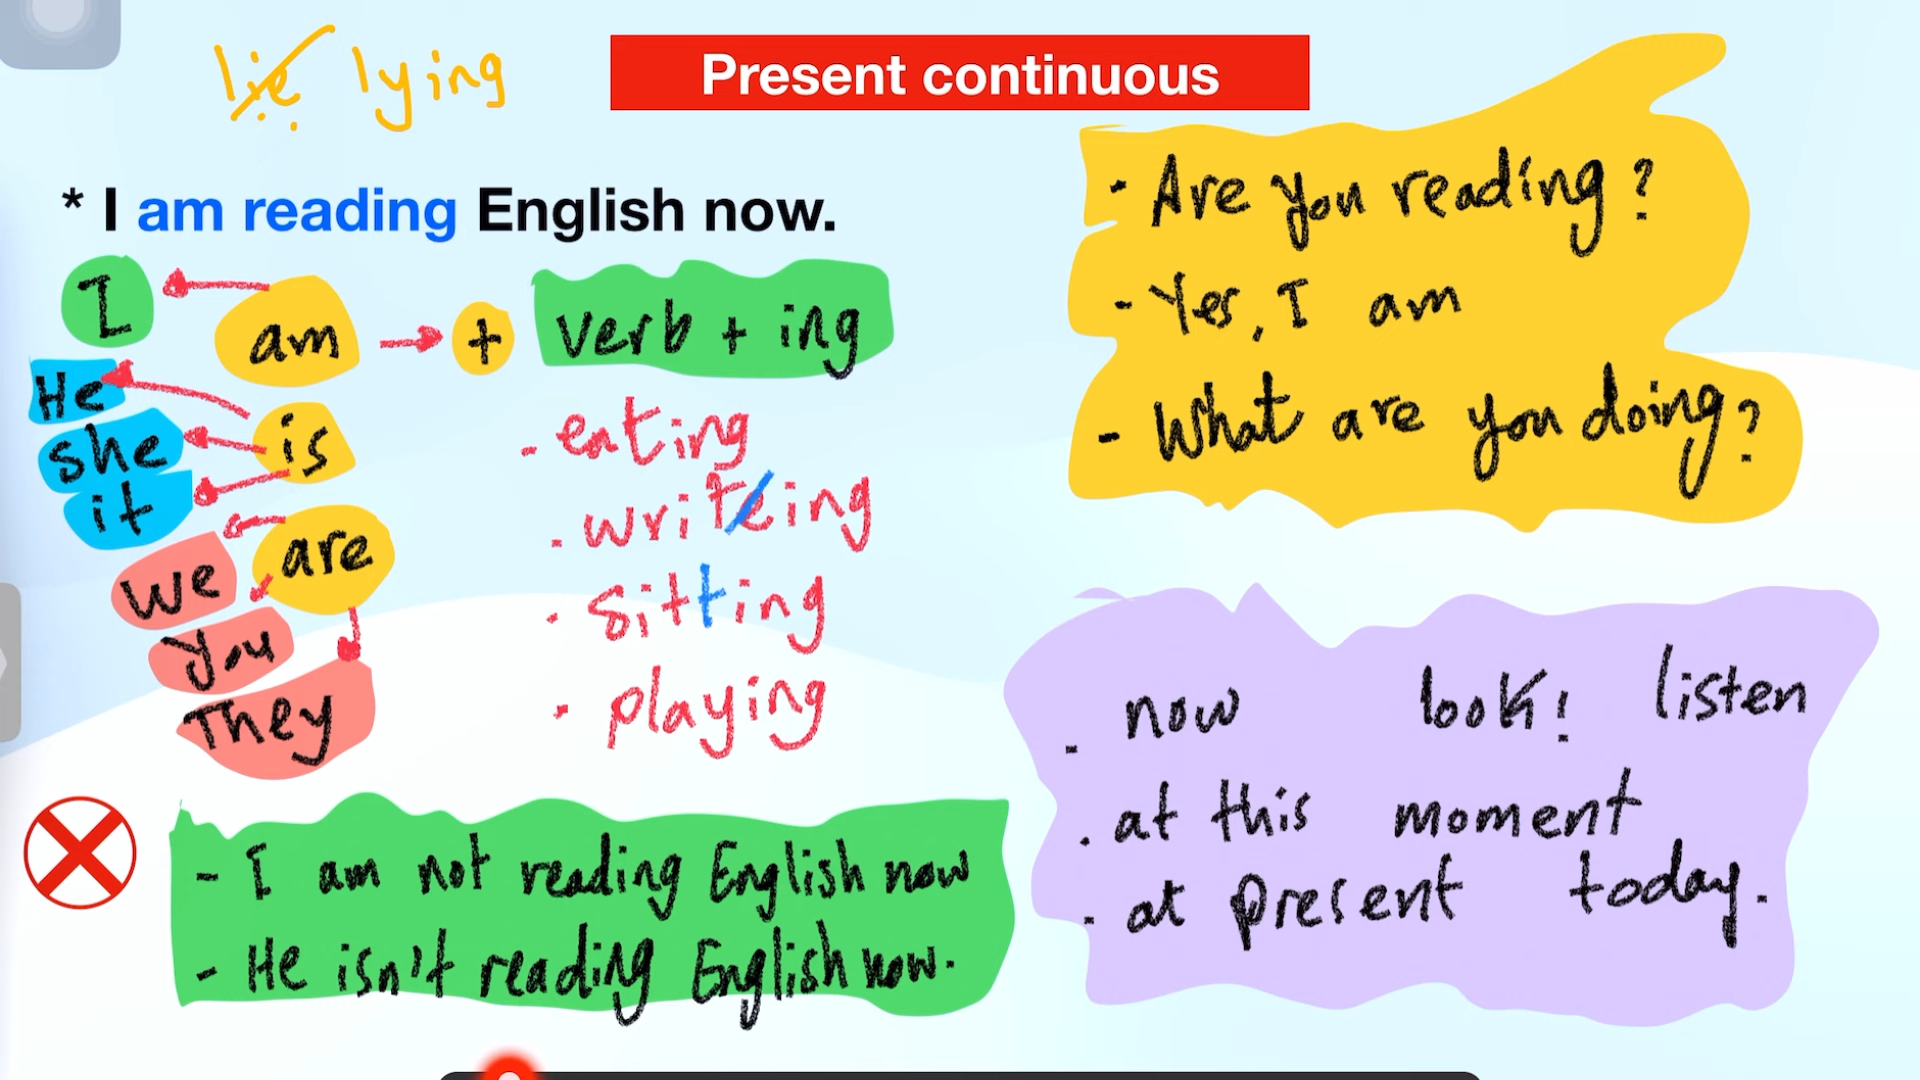 lie lying
Present continuous
* I am reading English now.
I
am → + verb + ing
He
she
it
is
We
you
They
are
. eating
. writeing
. sitting
. playing
- I am not reading English now
- He isn't reading English now.
- Are you reading?
- Yes, I am
- What are you doing?
. now look! listen
. at this moment
. at present today.